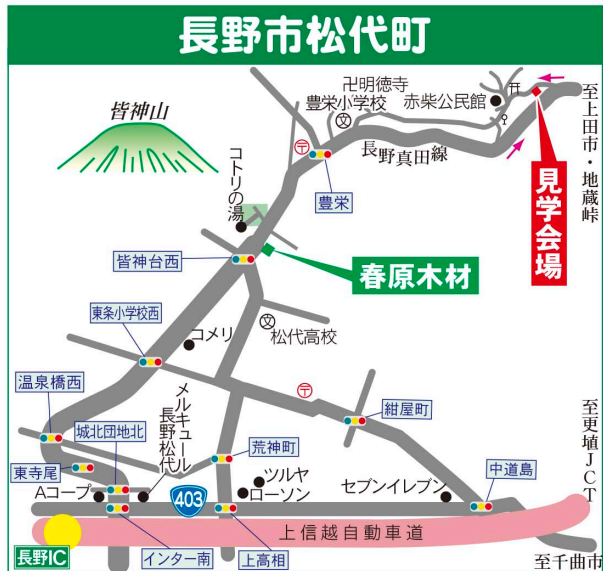 長野市松代町
皆神山
卍明徳寺
豊栄小学校
赤柴公民館
至上田市・地蔵峠
長野真田線
見学会場
豊栄
コトリの湯
皆神台西
春原木材
東条小学校西
コメリ
松代高校
温泉橋西
メルキュール
長野松代
紺屋町
城北団地北
荒神町
東寺尾
Aコープ
ツルヤ
ローソン
セブンイレブン
中道島
至更埴JCT
403
上信越自動車道
長野IC
インター南
上高相
至千曲市